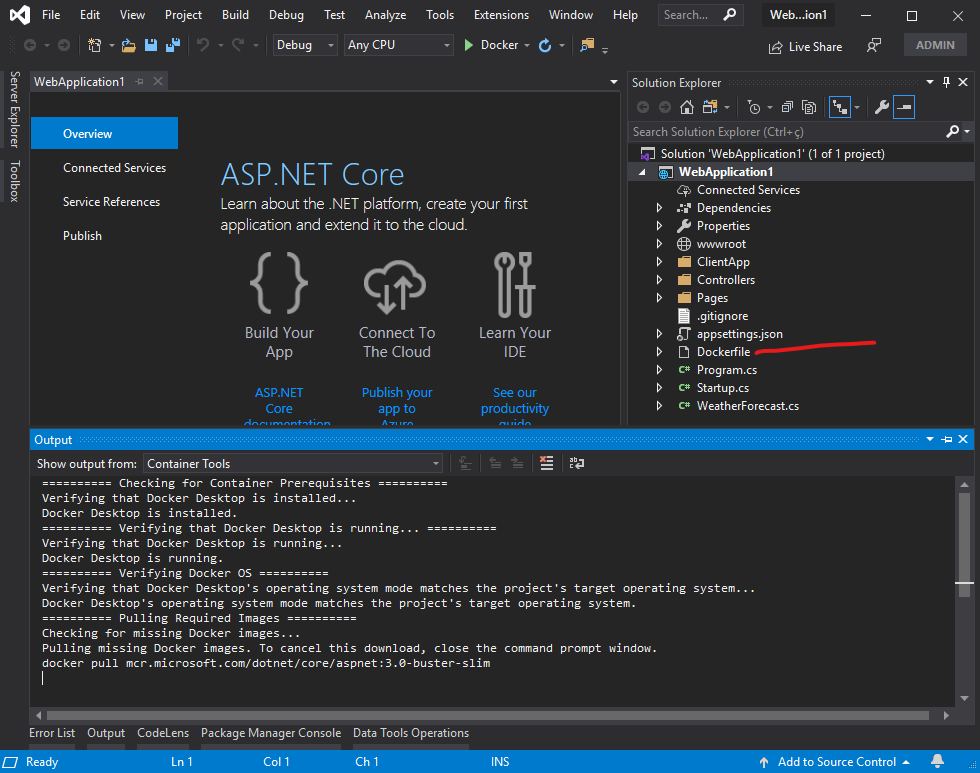 File Edit View Project Build Debug Test Analyze Tools Extensions Window Help Search... Web...ion1
Debug Any CPU Docker Live Share ADMIN
Server Explorer
Toolbox
WebApplication1
Overview
Connected Services
Service References
Publish
ASP.NET Core
Learn about the .NET platform, create your first
application and extend it to the cloud.
Build Your
App
Connect To
The Cloud
Learn Your
IDE
ASP.NET
Core
documentation
Publish your
app to
Azure
See our
productivity
guide
Solution Explorer
Search Solution Explorer (Ctrl+ç)
Solution 'WebApplication1' (1 of 1 project)
WebApplication1
Connected Services
Dependencies
Properties
wwwroot
ClientApp
Controllers
Pages
.gitignore
appsettings.json
Dockerfile
C# Program.cs
C# Startup.cs
C# WeatherForecast.cs
Output
Show output from: Container Tools
========== Checking for Container Prerequisites ==========
Verifying that Docker Desktop is installed...
Docker Desktop is installed.
========== Verifying that Docker Desktop is running... ==========
Verifying that Docker Desktop is running...
Docker Desktop is running.
========== Verifying Docker OS ==========
Verifying that Docker Desktop's operating system mode matches the project's target operating system...
Docker Desktop's operating system mode matches the project's target operating system.
========== Pulling Required Images ==========
Checking for missing Docker images...
Pulling missing Docker images. To cancel this download, close the command prompt window.
docker pull mcr.microsoft.com/dotnet/core/aspnet:3.0-buster-slim
Error List Output CodeLens Package Manager Console Data Tools Operations
Ready Ln 1 Col 1 Ch 1 INS Add to Source Control